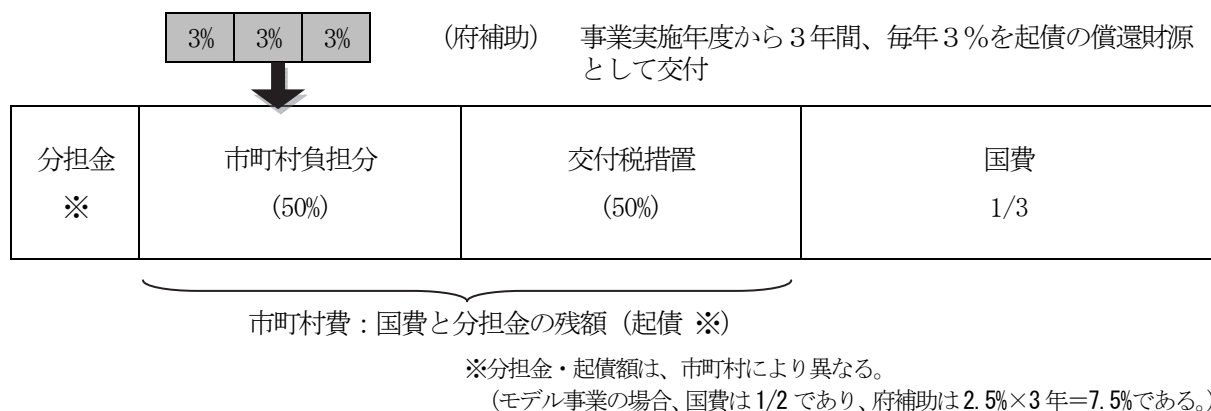 3% 3% 3% (府補助) 事業実施年度から３年間、毎年３％を起債の償還財源
として交付
分担金 市町村負担分 交付税措置 国費
※ (50%) (50%) 1/3
市町村費：国費と分担金の残額（起債 ※）
※分担金・起債額は、市町村により異なる。
(モデル事業の場合、国費は 1/2 であり、府補助は 2.5%×3 年＝7.5%である。)